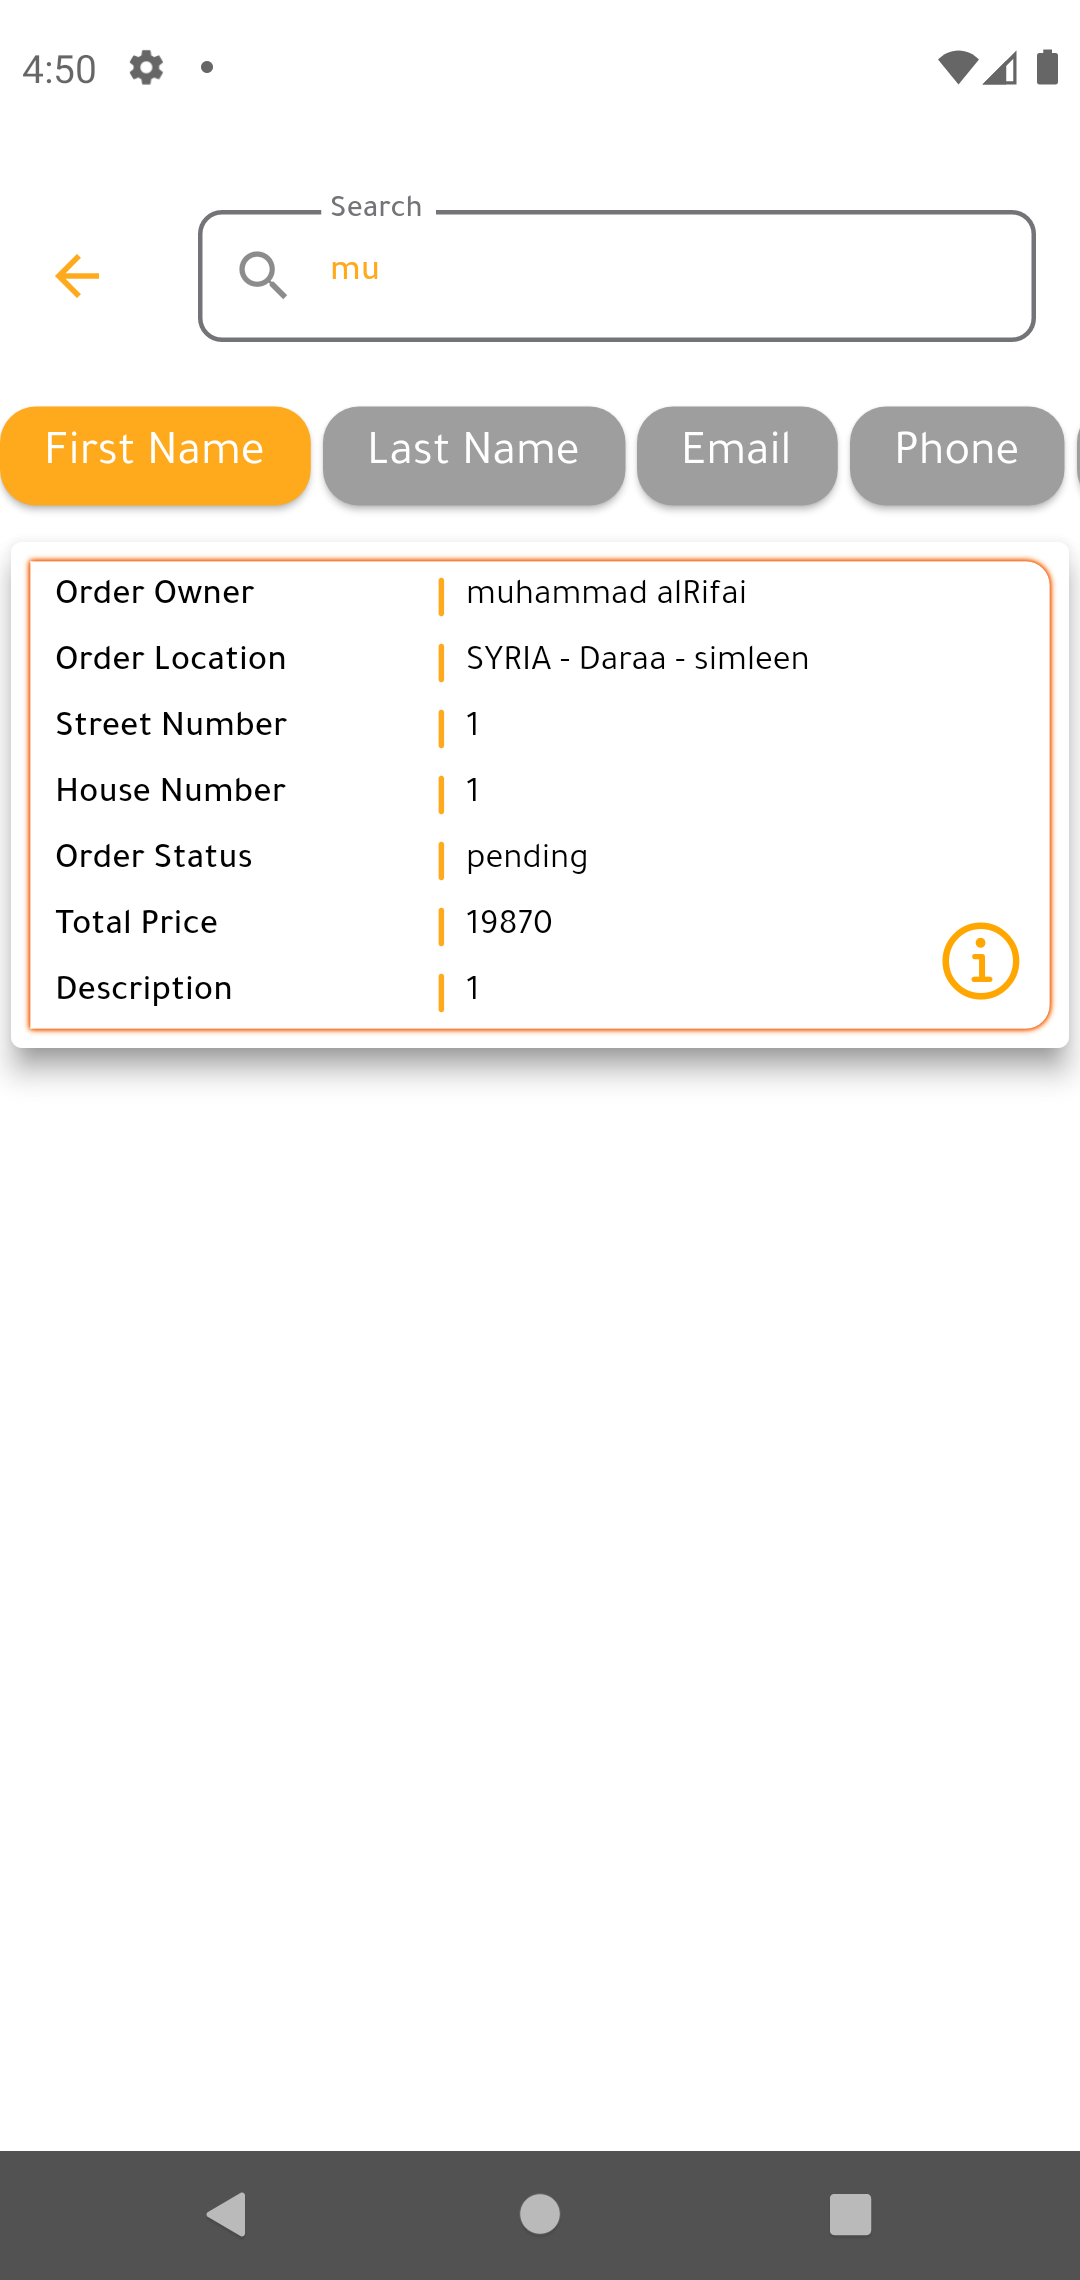 4:50
Search
mu
First Name Last Name Email Phone
Order Owner muhammad alRifai
Order Location SYRIA - Daraa - simleen
Street Number 1
House Number 1
Order Status pending
Total Price 19870
Description 1